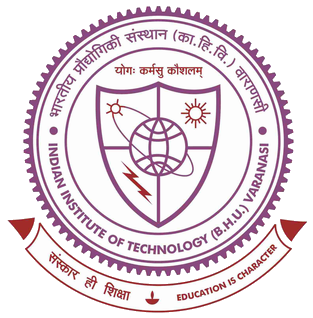 भारतीय प्रौद्योगिकी संस्थान (का.हि.वि.) वाराणसी
योगः कर्मसु कौशलम्
INDIAN INSTITUTE OF TECHNOLOGY (B.H.U.) VARANASI
संस्कार ही शिक्षा
EDUCATION IS CHARACTER